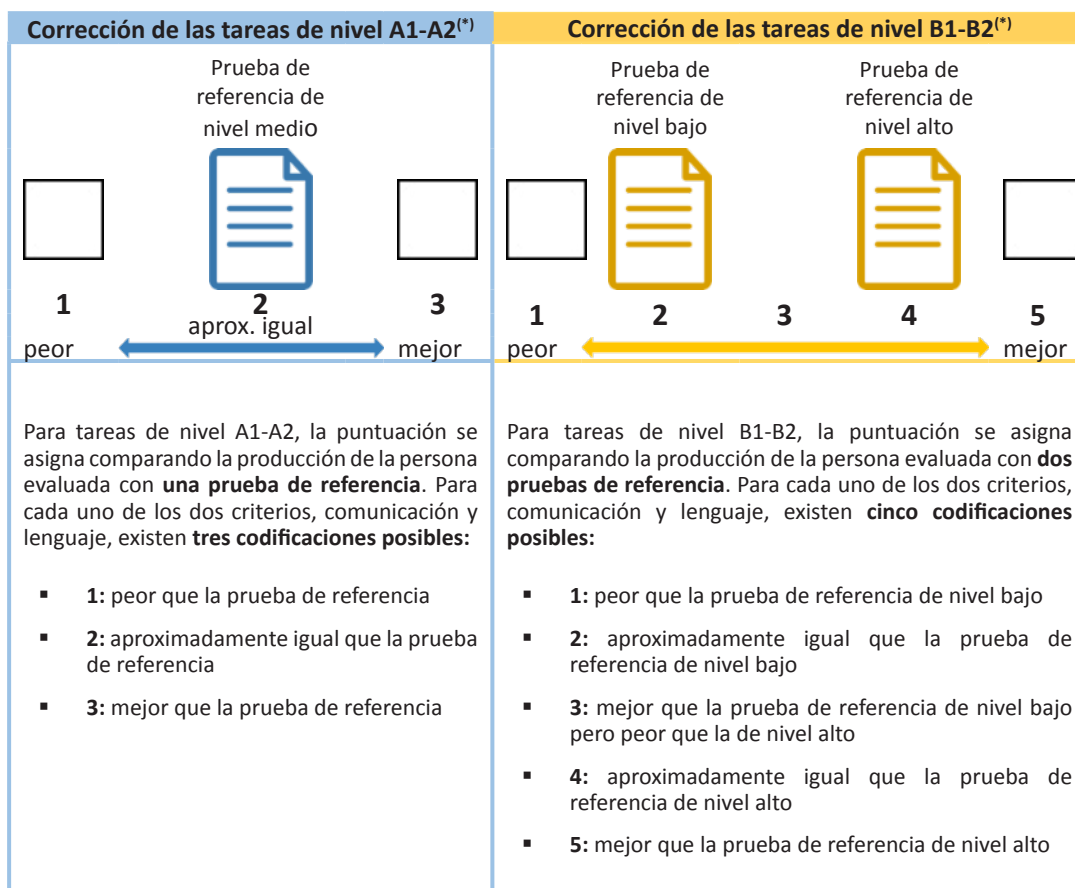 Corrección de las tareas de nivel A1-A2(*)
Prueba de
referencia de
nivel medio
1
2
3
aprox. igual
peor
mejor
Para tareas de nivel A1-A2, la puntuación se
asigna comparando la producción de la persona
evaluada con una prueba de referencia. Para
cada uno de los dos criterios, comunicación y
lenguaje, existen tres codificaciones posibles:
▪ 1: peor que la prueba de referencia
▪ 2: aproximadamente igual que la prueba
de referencia
▪ 3: mejor que la prueba de referencia
Corrección de las tareas de nivel B1-B2(*)
Prueba de
referencia de
nivel bajo
Prueba de
referencia de
nivel alto
1 2 3 4 5
peor
mejor
Para tareas de nivel B1-B2, la puntuación se asigna
comparando la producción de la persona evaluada con dos
pruebas de referencia. Para cada uno de los dos criterios,
comunicación y lenguaje, existen cinco codificaciones
posibles:
▪ 1: peor que la prueba de referencia de nivel bajo
▪ 2: aproximadamente igual que la prueba de
referencia de nivel bajo
▪ 3: mejor que la prueba de referencia de nivel bajo
pero peor que la de nivel alto
▪ 4: aproximadamente igual que la prueba de
referencia de nivel alto
▪ 5: mejor que la prueba de referencia de nivel alto